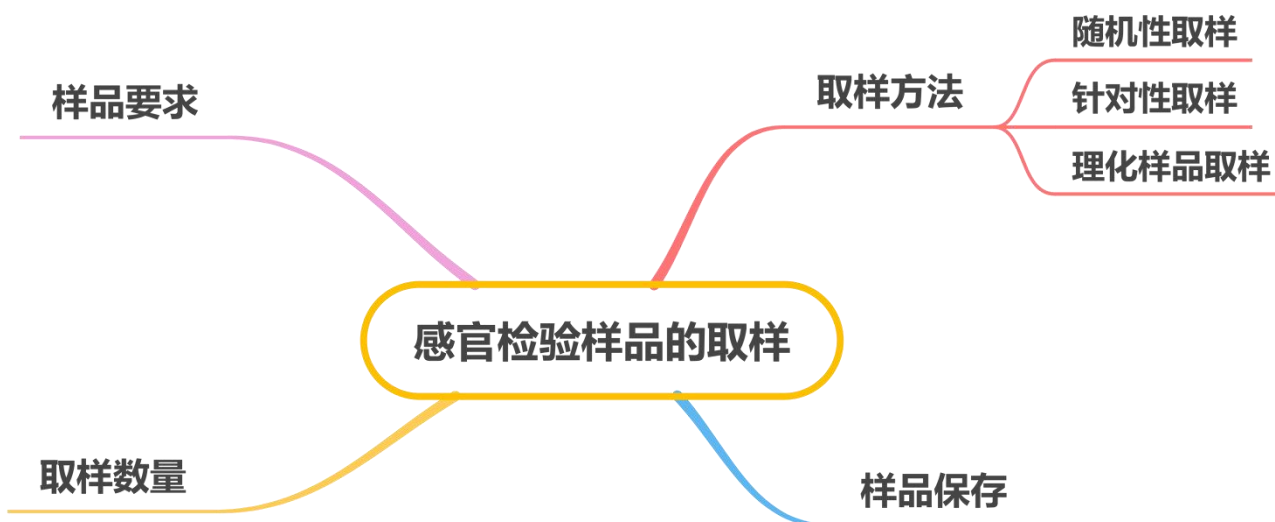 随机性取样
样品要求
取样方法
针对性取样
理化样品取样
感官检验样品的取样
取样数量
样品保存